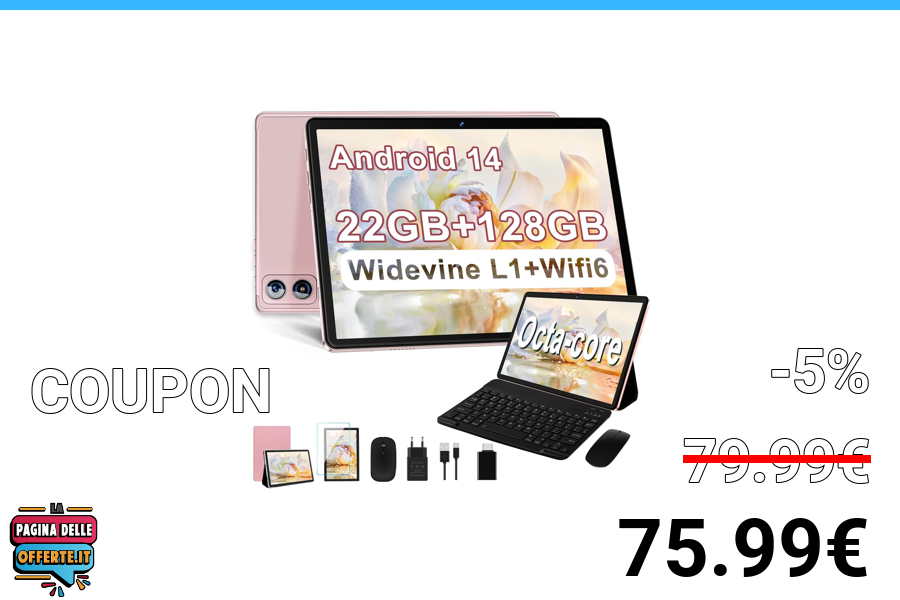 Android 14
22GB+128GB
Widevine L1+Wifi6
Octa-core
COUPON
-5%
79.99€
75.99€
LA
PAGINA DELLE
OFFERTE.IT